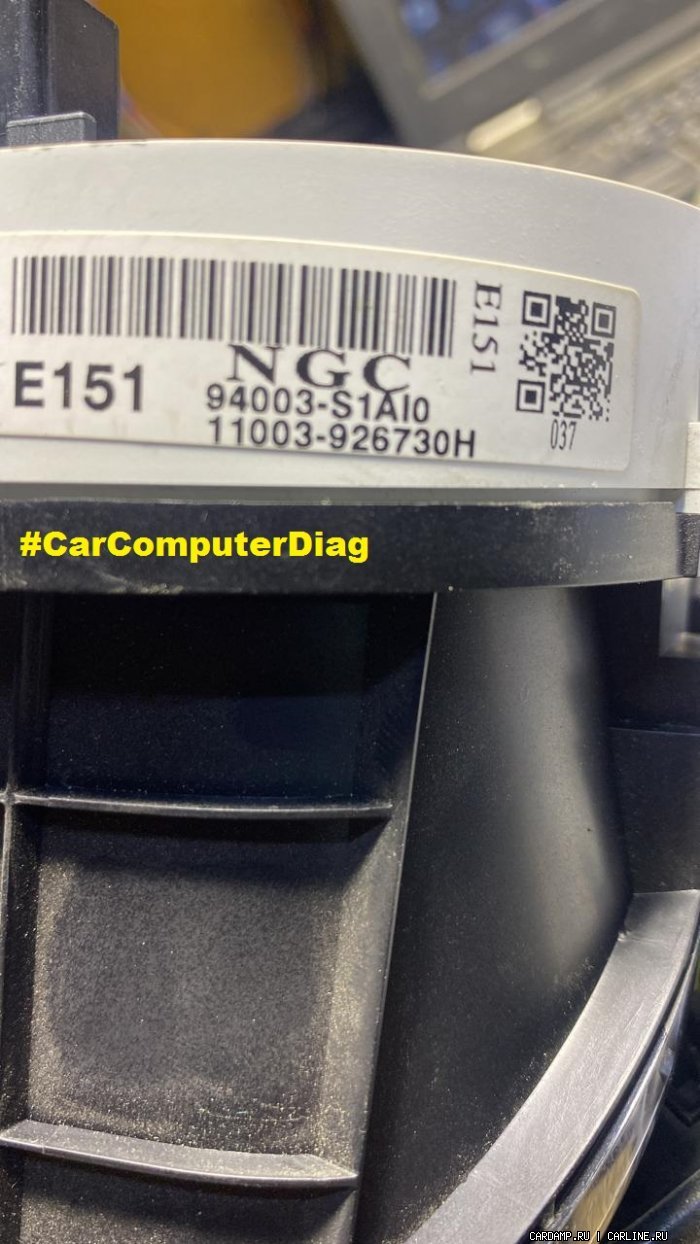 E151
NGC
94003-S1AI0
11003-926730H
E151
037
#CarComputerDiag
CARDAMP.RU | CARLINE.RU